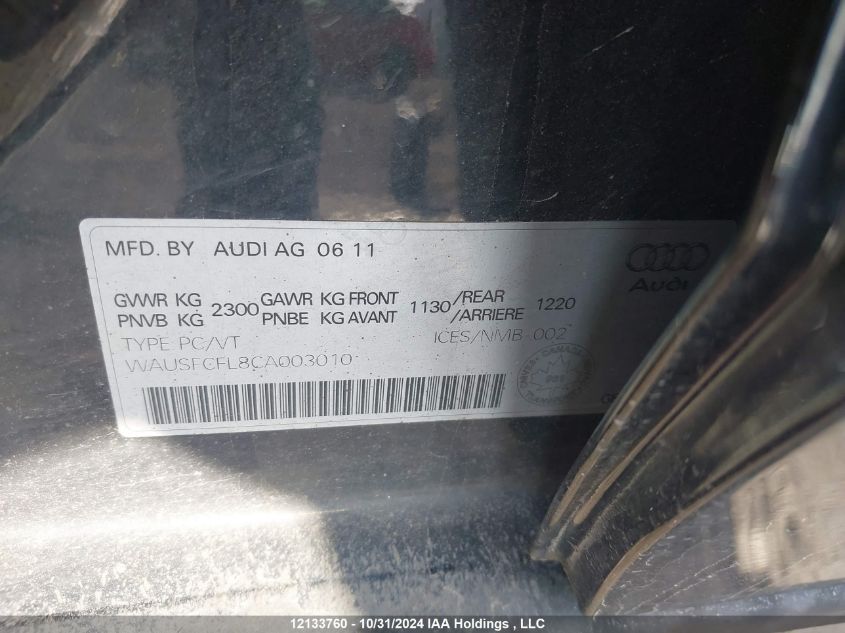 MFD. BY AUDI AG 06 11
Audi
GVWR KG 2300 GAWR KG FRONT 1130 /REAR 1220
PNVB KG PNBE KG AVANT /ARRIERE
TYPE PC/VT ICES/NMB-002
WAUSFCFL8CA003010
12133760 - 10/31/2024 IAA Holdings , LLC